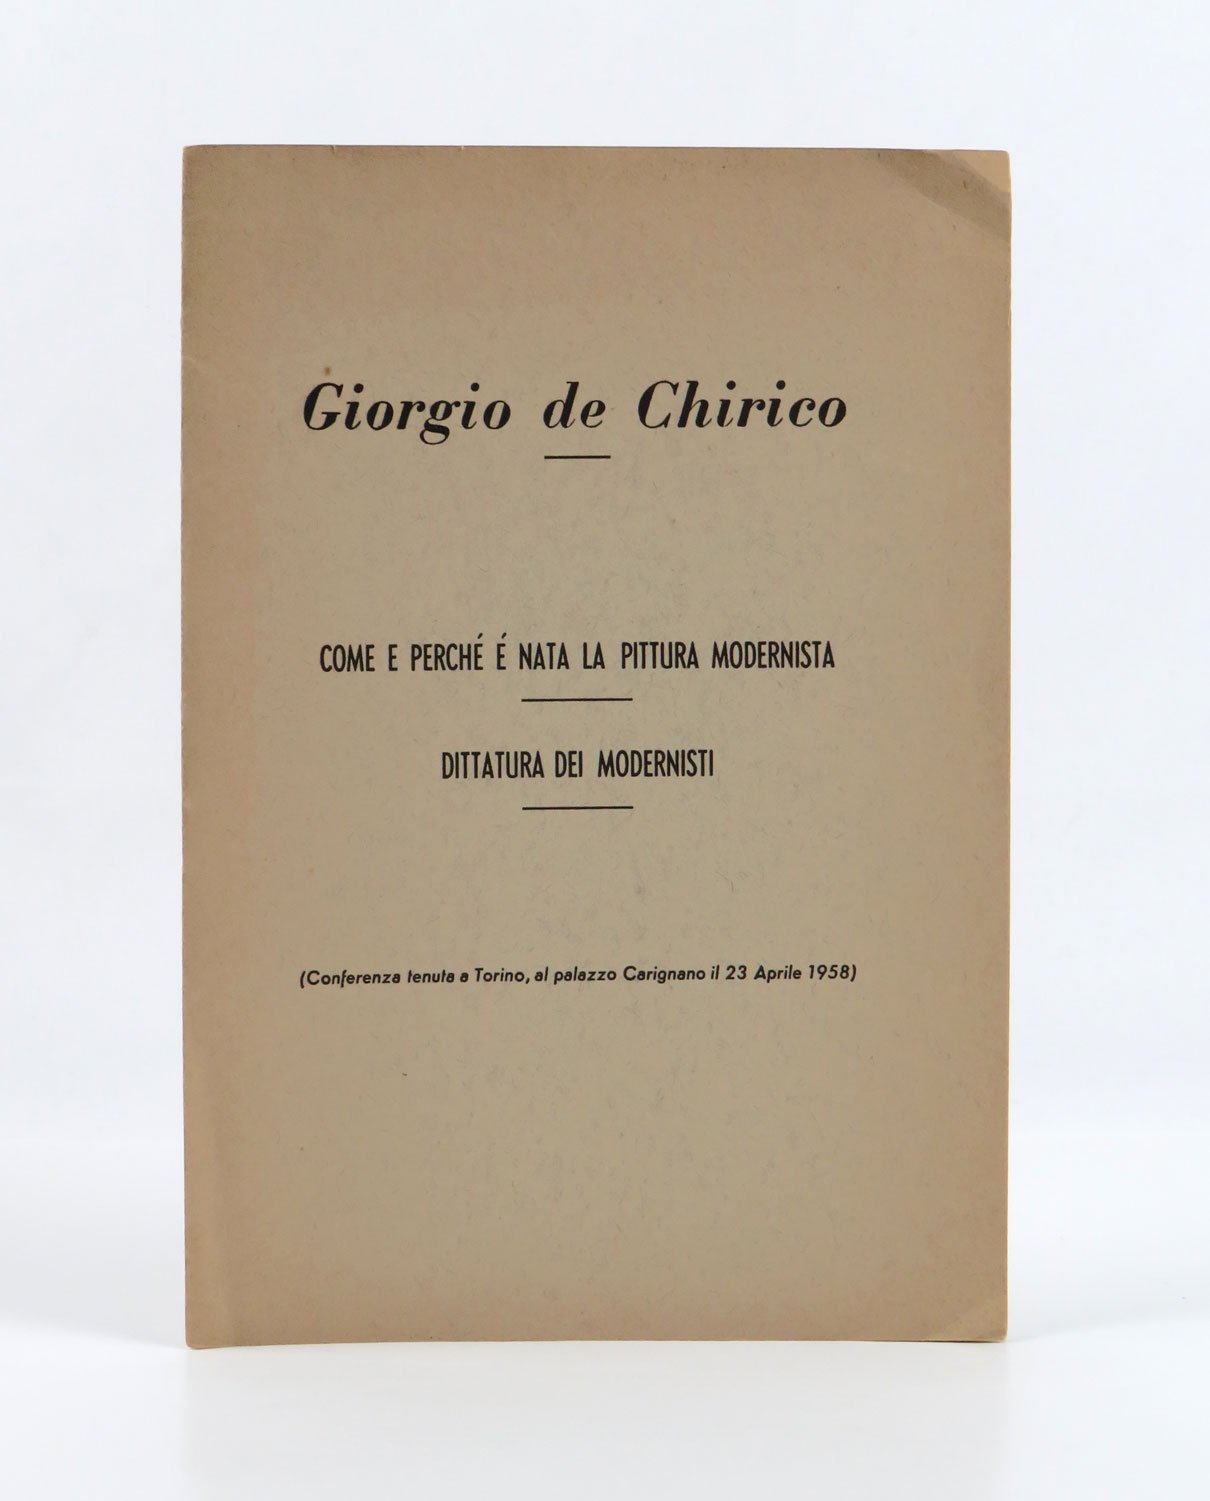 Giorgio de Chirico
COME E PERCHÉ É NATA LA PITTURA MODERNISTA
DITTATURA DEI MODERNISTI
(Conferenza tenuta a Torino, al palazzo Carignano il 23 Aprile 1958)